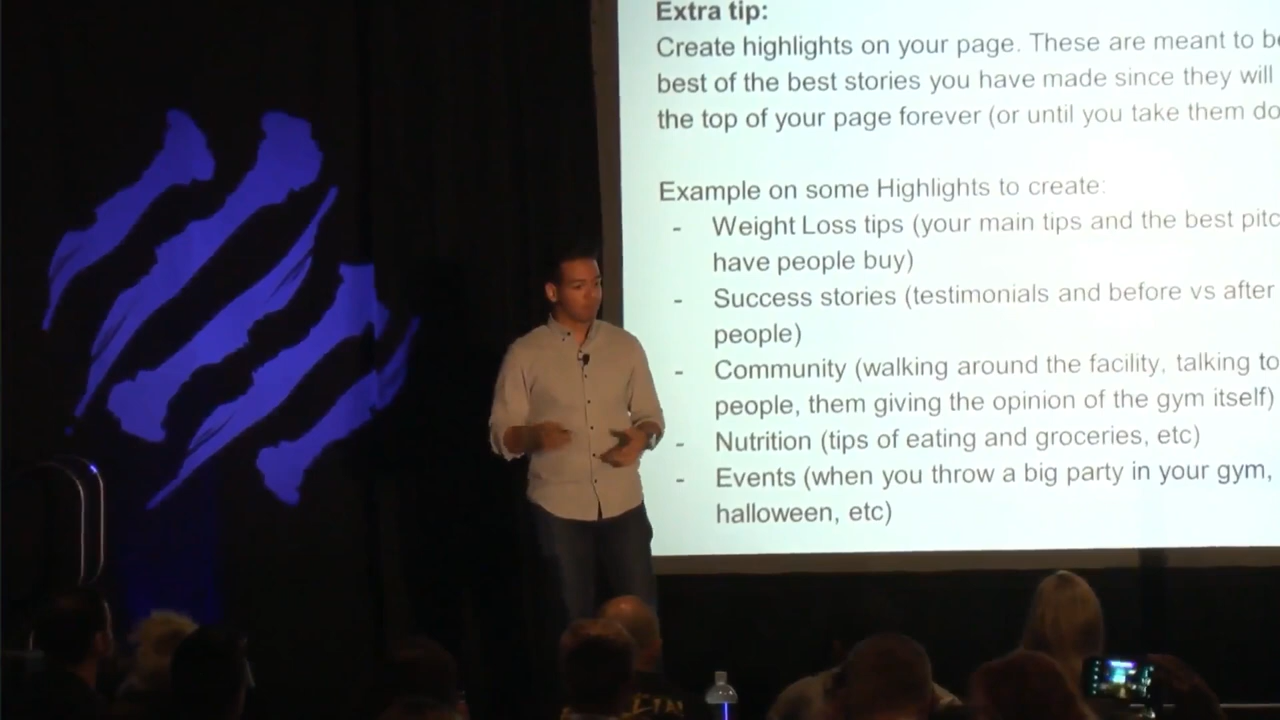 Extra tip:
Create highlights on your page. These are meant to be
best of the best stories you have made since they will
the top of your page forever (or until you take them do
Example on some Highlights to create:
- Weight Loss tips (your main tips and the best pitc
have people buy)
- Success stories (testimonials and before vs after
people)
- Community (walking around the facility, talking to
people, them giving the opinion of the gym itself)
- Nutrition (tips of eating and groceries, etc)
- Events (when you throw a big party in your gym,
halloween, etc)